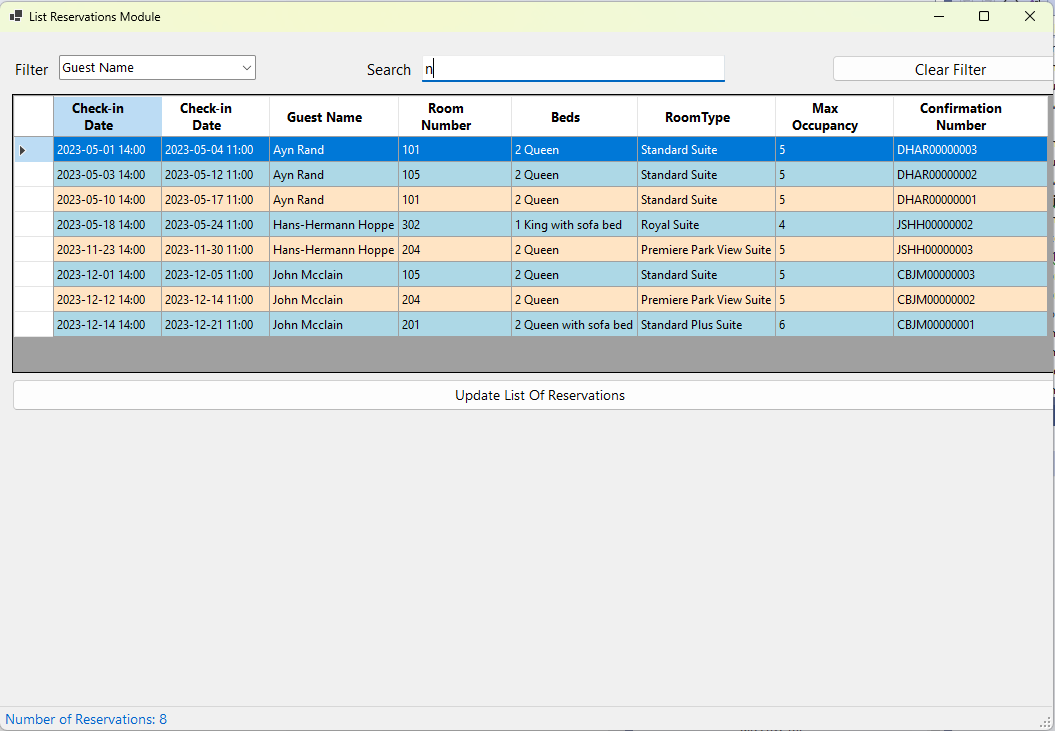 List Reservations Module
Filter Guest Name Search n Clear Filter
Check-in Date Check-in Date Guest Name Room Number Beds RoomType Max Occupancy Confirmation Number
2023-05-01 14:00 2023-05-04 11:00 Ayn Rand 101 2 Queen Standard Suite 5 DHAR00000003
2023-05-03 14:00 2023-05-12 11:00 Ayn Rand 105 2 Queen Standard Suite 5 DHAR00000002
2023-05-10 14:00 2023-05-17 11:00 Ayn Rand 101 2 Queen Standard Suite 5 DHAR00000001
2023-05-18 14:00 2023-05-24 11:00 Hans-Hermann Hoppe 302 1 King with sofa bed Royal Suite 4 JSHH00000002
2023-11-23 14:00 2023-11-30 11:00 Hans-Hermann Hoppe 204 2 Queen Premiere Park View Suite 5 JSHH00000003
2023-12-01 14:00 2023-12-05 11:00 John Mcclain 105 2 Queen Standard Suite 5 CBJM00000003
2023-12-12 14:00 2023-12-14 11:00 John Mcclain 204 2 Queen Premiere Park View Suite 5 CBJM00000002
2023-12-14 14:00 2023-12-21 11:00 John Mcclain 201 2 Queen with sofa bed Standard Plus Suite 6 CBJM00000001
Update List Of Reservations
Number of Reservations: 8